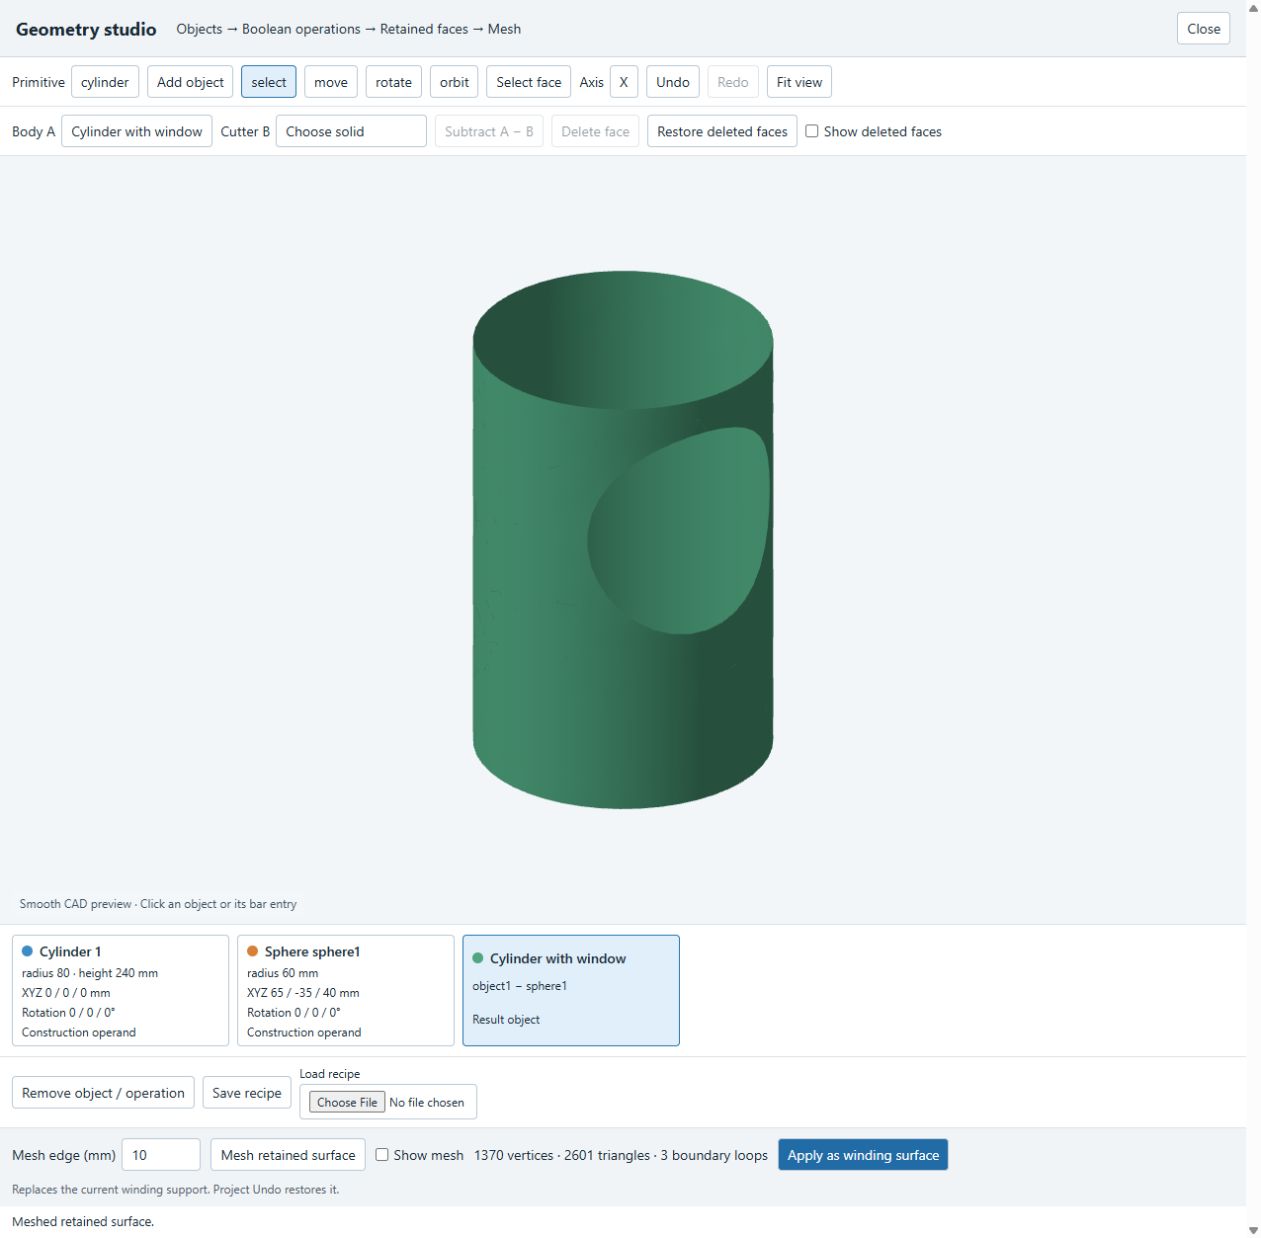 Geometry studio Objects → Boolean operations → Retained faces → Mesh Close
Primitive cylinder Add object select move rotate orbit Select face Axis X Undo Redo Fit view
Body A Cylinder with window Cutter B Choose solid Subtract A − B Delete face Restore deleted faces Show deleted faces
Smooth CAD preview · Click an object or its bar entry
Cylinder 1
radius 80 · height 240 mm
XYZ 0 / 0 / 0 mm
Rotation 0 / 0 / 0°
Construction operand
Sphere sphere1
radius 60 mm
XYZ 65 / -35 / 40 mm
Rotation 0 / 0 / 0°
Construction operand
Cylinder with window
object1 − sphere1
Result object
Load recipe
Remove object / operation Save recipe Choose File No file chosen
Mesh edge (mm) 10 Mesh retained surface Show mesh 1370 vertices · 2601 triangles · 3 boundary loops Apply as winding surface
Replaces the current winding support. Project Undo restores it.
Meshed retained surface.